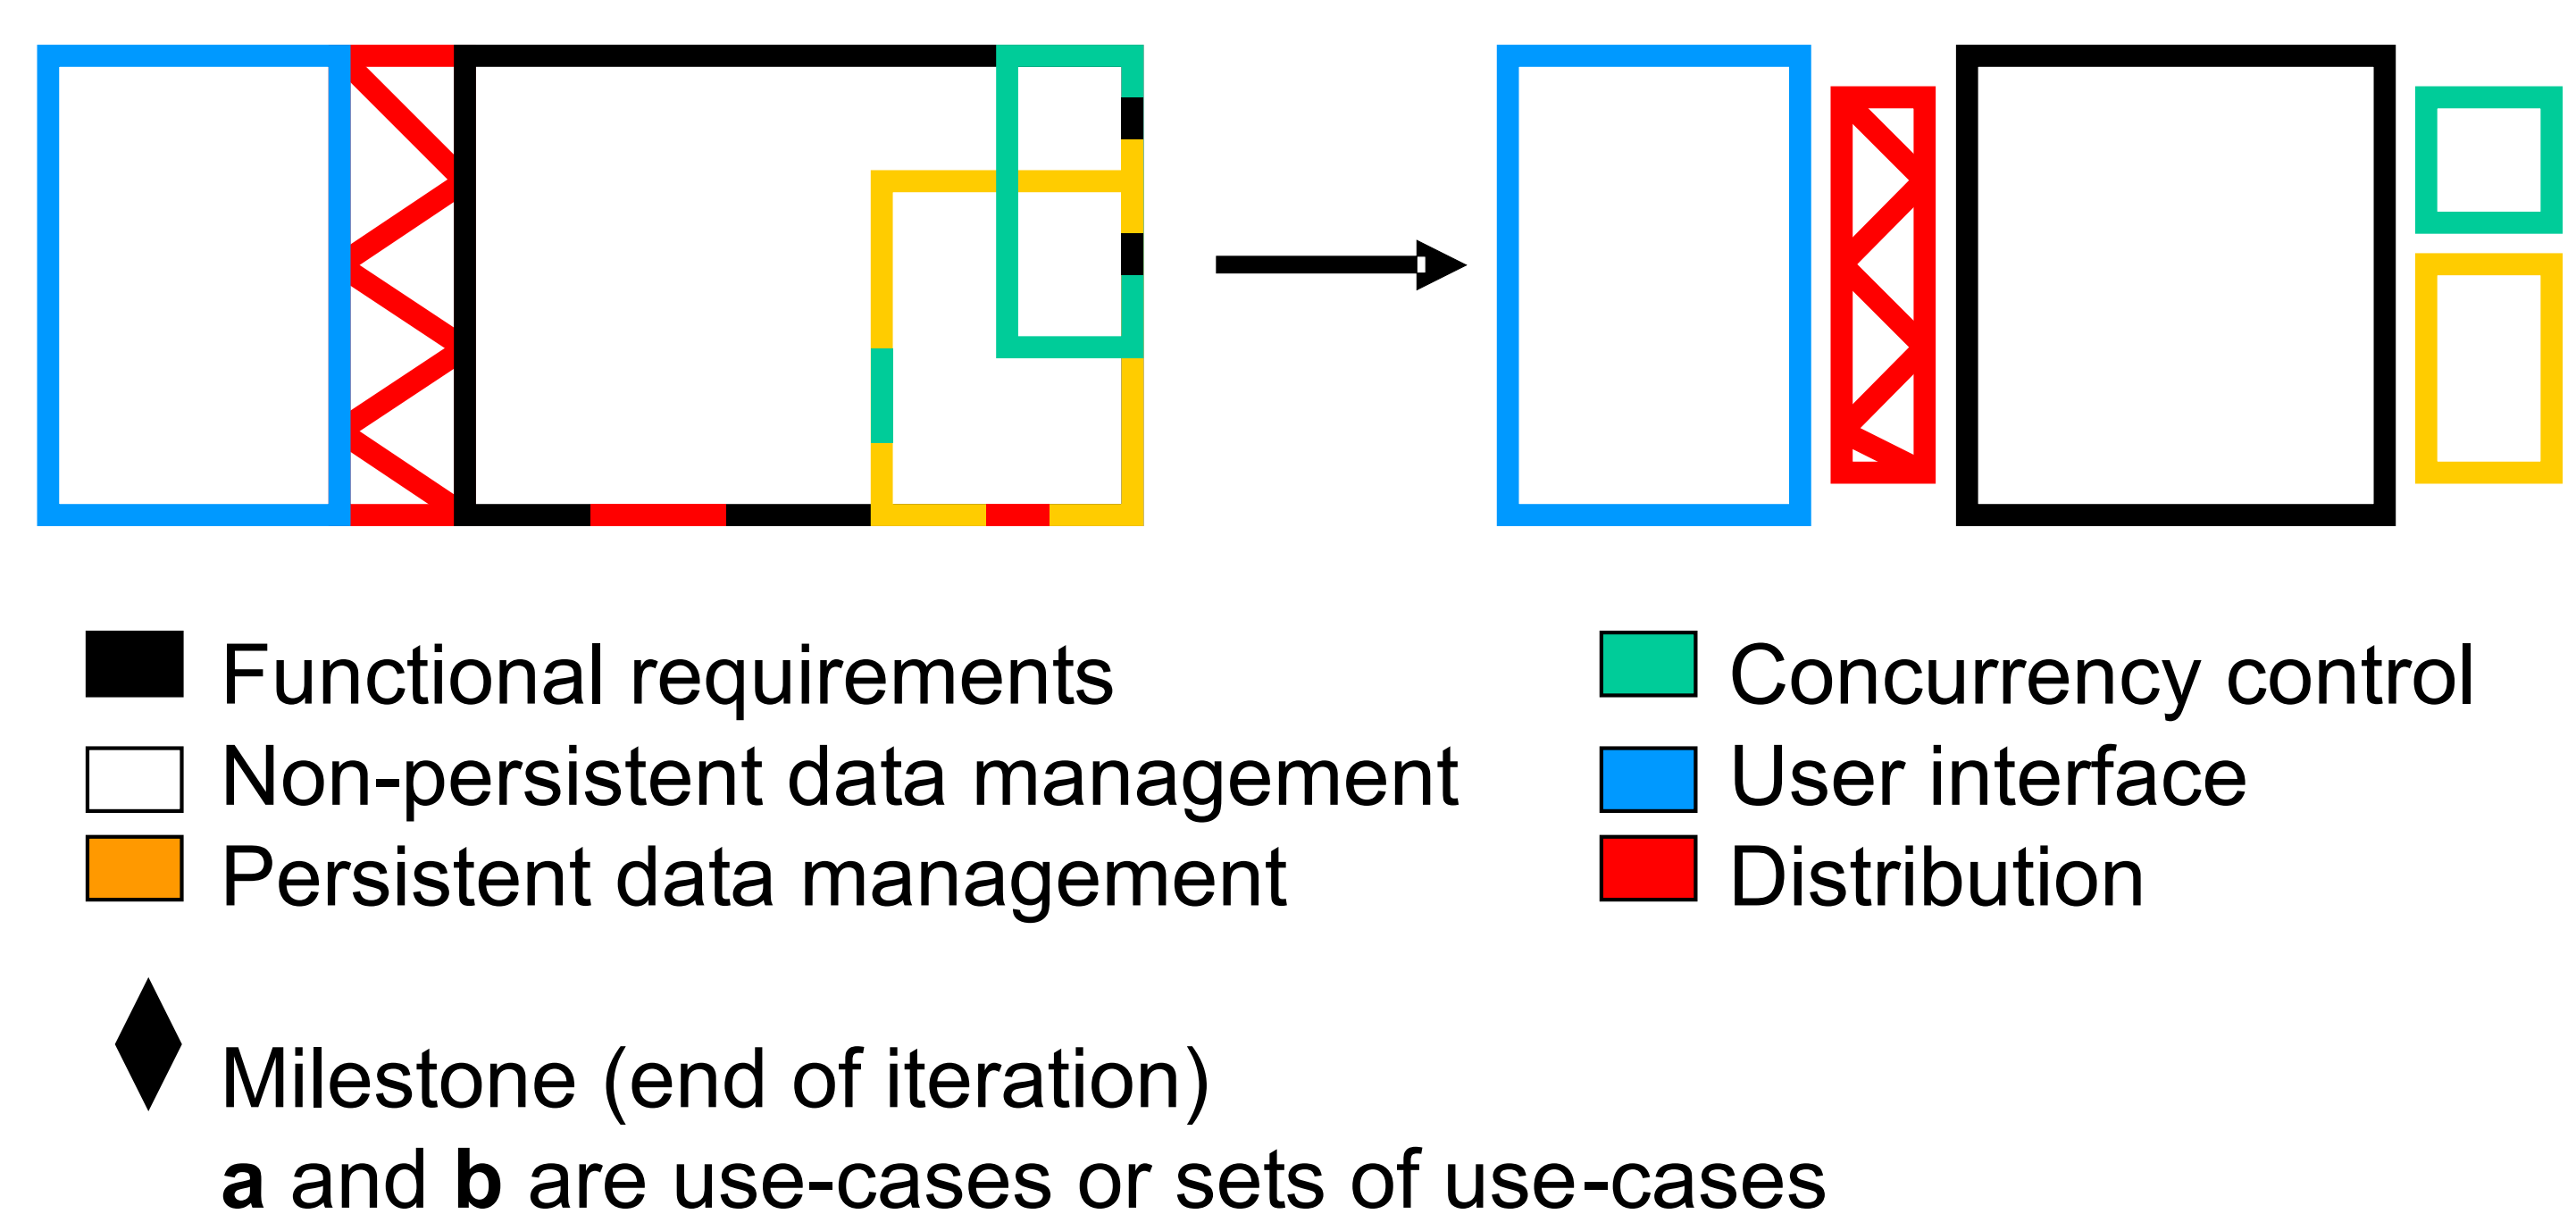 Functional requirements
Concurrency control
Non-persistent data management
User interface
Persistent data management
Distribution
Milestone (end of iteration)
a and b are use-cases or sets of use-cases